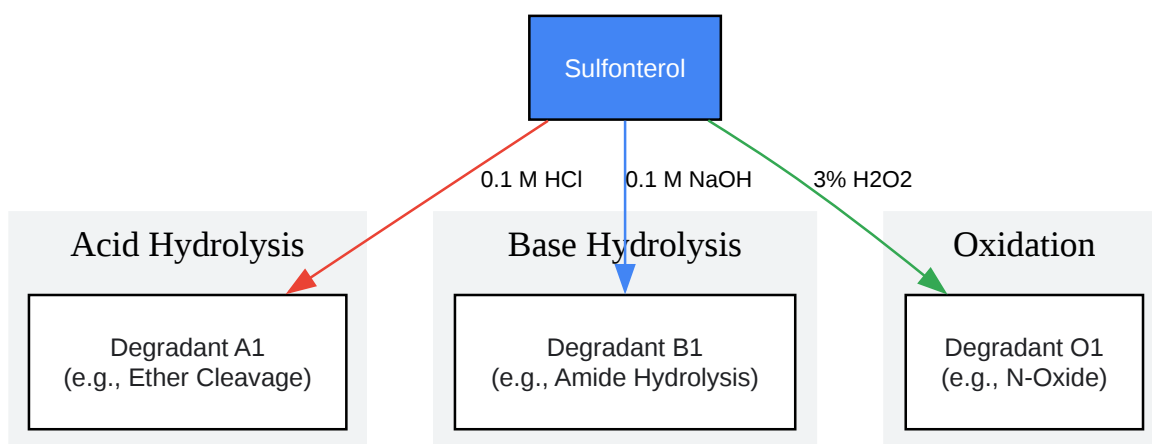 Sulfonterol
0.1 M HCl
0.1 M NaOH
3% H2O2
Acid Hydrolysis
Base Hydrolysis
Oxidation
Degradant A1
(e.g., Ether Cleavage)
Degradant B1
(e.g., Amide Hydrolysis)
Degradant O1
(e.g., N-Oxide)